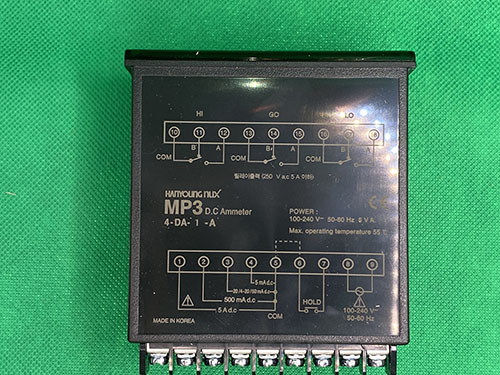 HI GO LO
10 11 12 13 14 15 16 17 18
B A B A
COM COM COM
릴레이출력 (250 V a.c 5 A 이하)
HANYOUNG NUX
MP3 D.C Ammeter
4-DA- 1 -A
POWER :
100-240 V~ 50-60 Hz 8 V A
Max. operating temperature 55
1 2 3 4 5 6 7 8 9
5 mA d.c
500 mA d.c
HOLD
5 A d.c
COM
100-240 V~
50-60 Hz
MADE IN KOREA